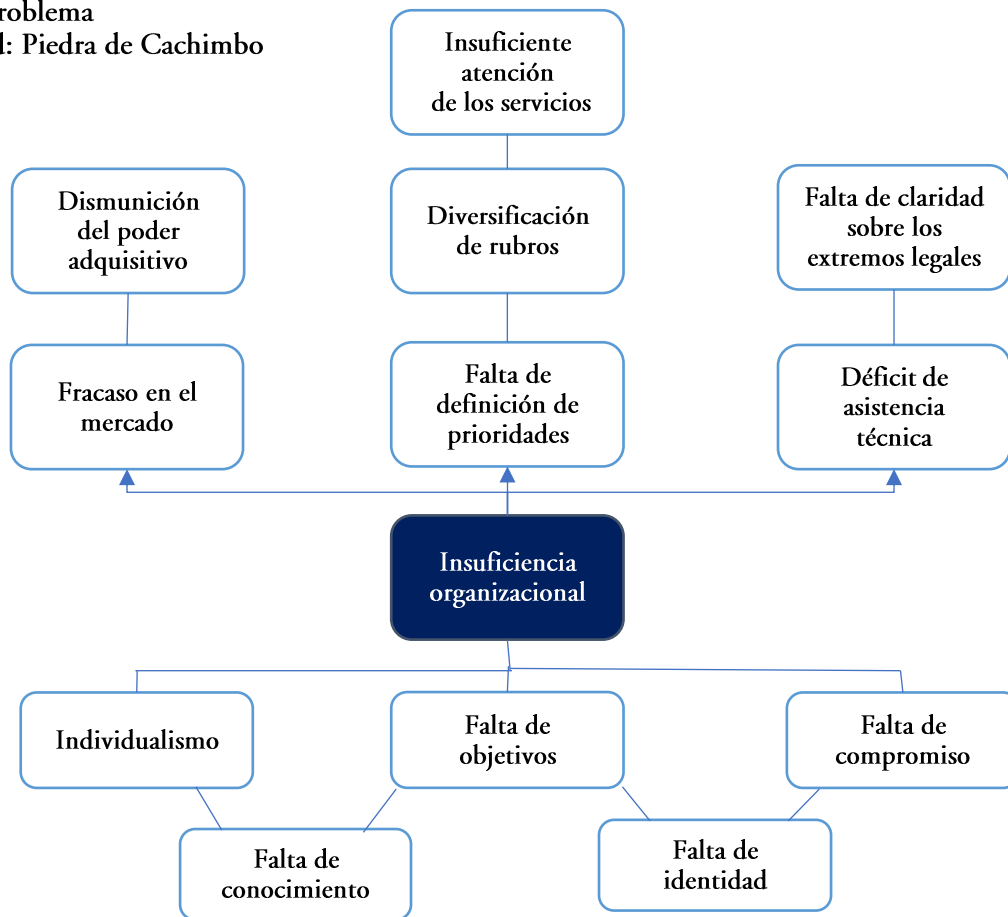 roblema
d: Piedra de Cachimbo
Insuficiente
atención
de los servicios
Dismunición
del poder
adquisitivo
Diversificación
de rubros
Falta de claridad
sobre los
extremos legales
Fracaso en el
mercado
Falta de
definición de
prioridades
Déficit de
asistencia
técnica
Insuficiencia
organizacional
Individualismo
Falta de
objetivos
Falta de
compromiso
Falta de
conocimiento
Falta de
identidad